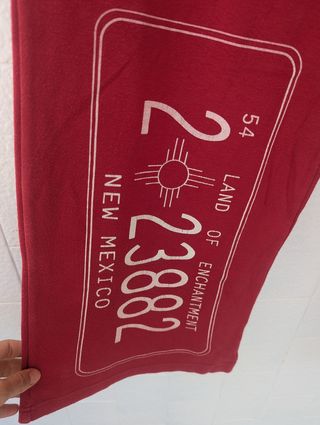 54
LAND OF ENCHANTMENT
2 23882
NEW MEXICO